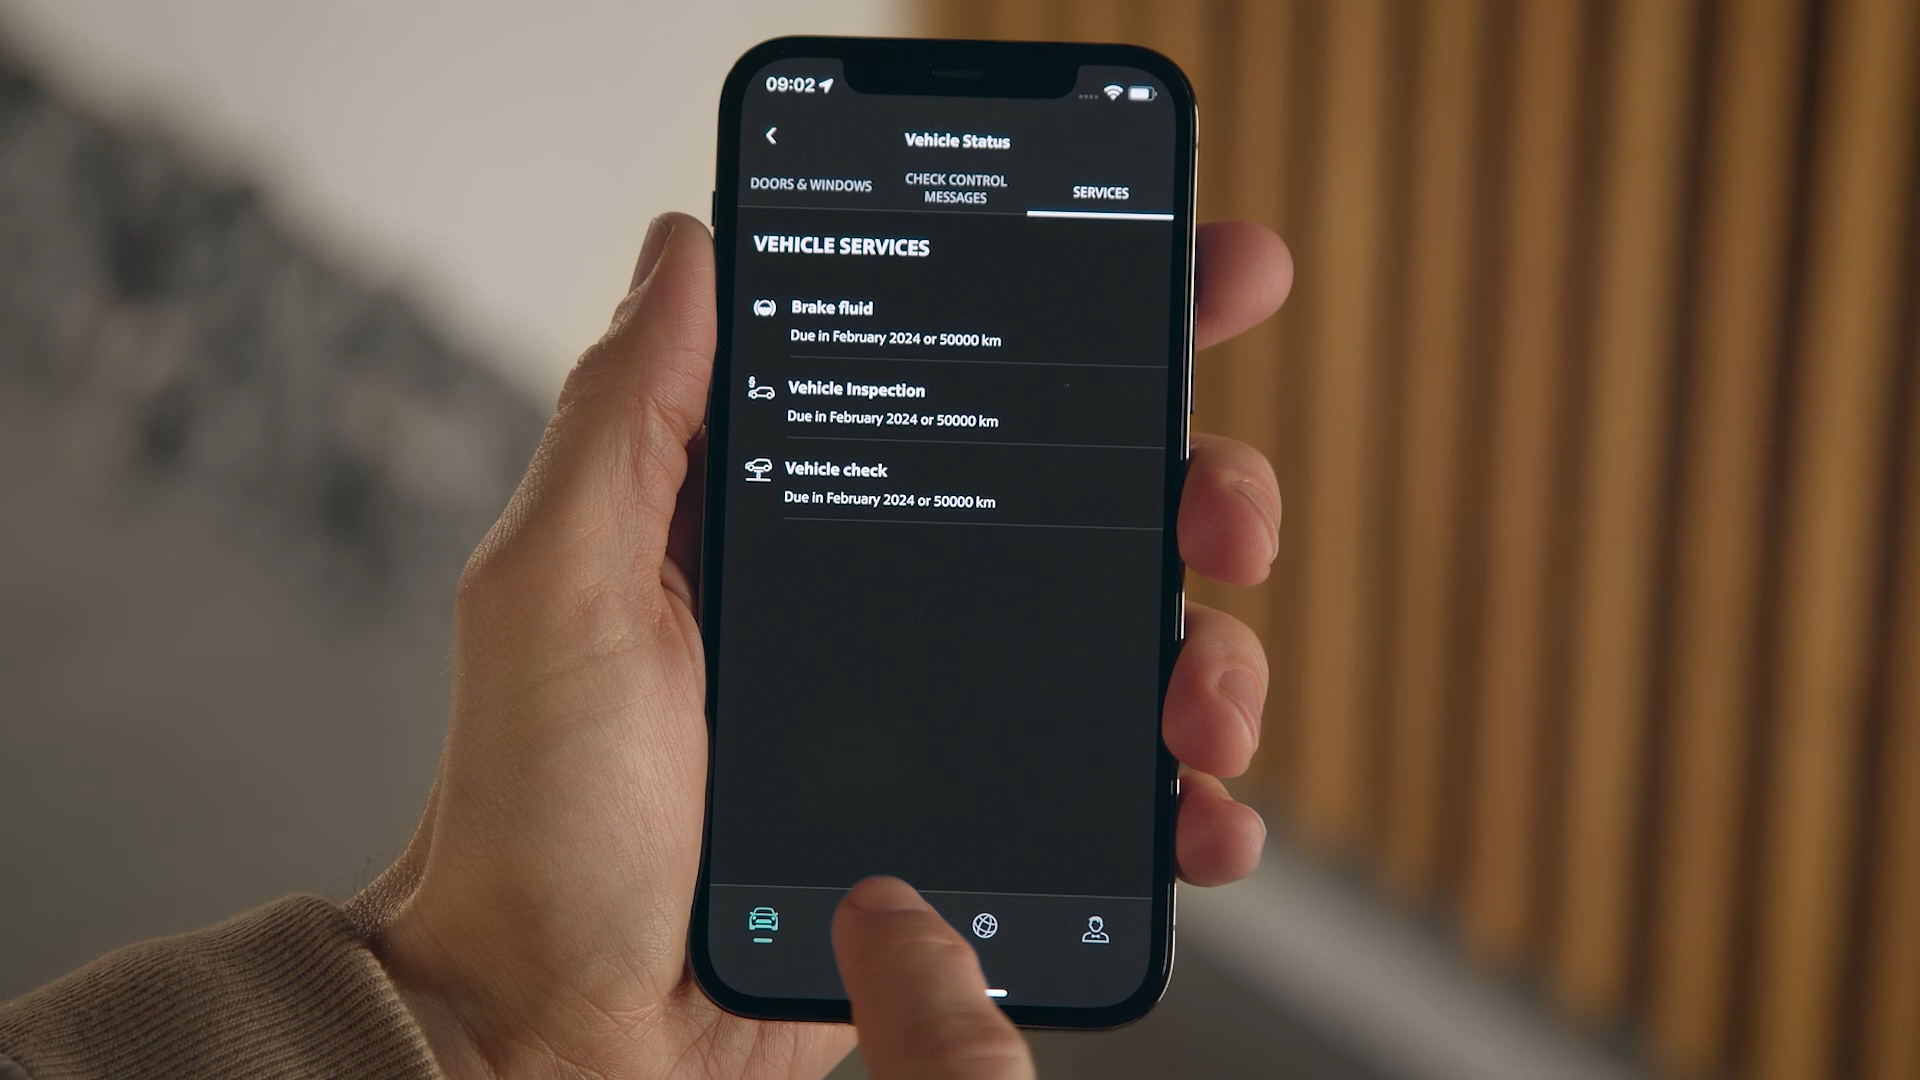 09:02
Vehicle Status
DOORS & WINDOWS
CHECK CONTROL
MESSAGES
SERVICES
VEHICLE SERVICES
Brake fluid
Due in February 2024 or 50000 km
Vehicle Inspection
Due in February 2024 or 50000 km
Vehicle check
Due in February 2024 or 50000 km